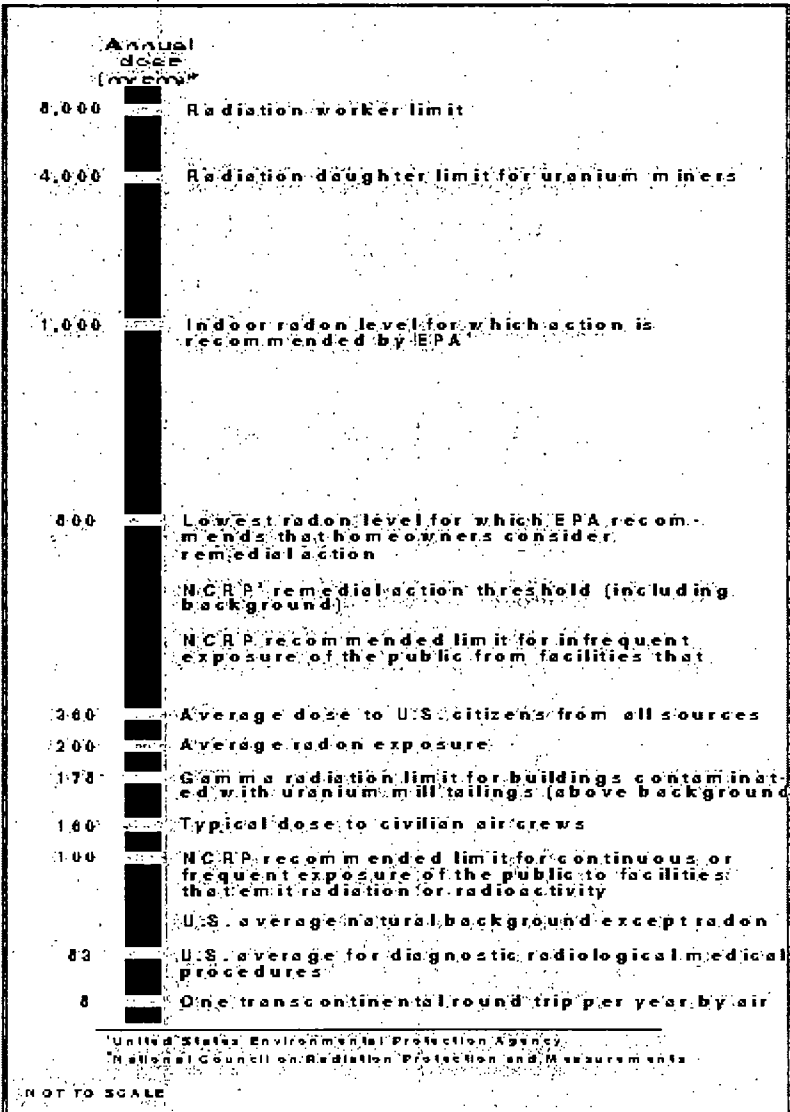 Annual
dose
(mrem)*
Radiation worker limit
4,000 Radiation daughter limit for uranium miners
1,000 Indoor radon level for which action is
recommended by EPA¹
Lowest radon level for which EPA recom-
mends that homeowners consider
remedial action
NCRP² remedial action threshold (including
background)
NCRP recommended limit for infrequent
exposure of the public from facilities that
360 Average dose to U.S. citizens from all sources
200 Average radon exposure
Gamma radiation limit for buildings contaminat-
ed with uranium mill tailings (above background
160 Typical dose to civilian air crews
100 NCRP recommended limit for continuous or
frequent exposure of the public to facilities
that emit radiation or radioactivity
U.S. average natural background except radon
U.S. average for diagnostic radiological medical
procedures
One transcontinental round trip per year by air
¹United States Environmental Protection Agency
²National Council on Radiation Protection and Measurements
NOT TO SCALE